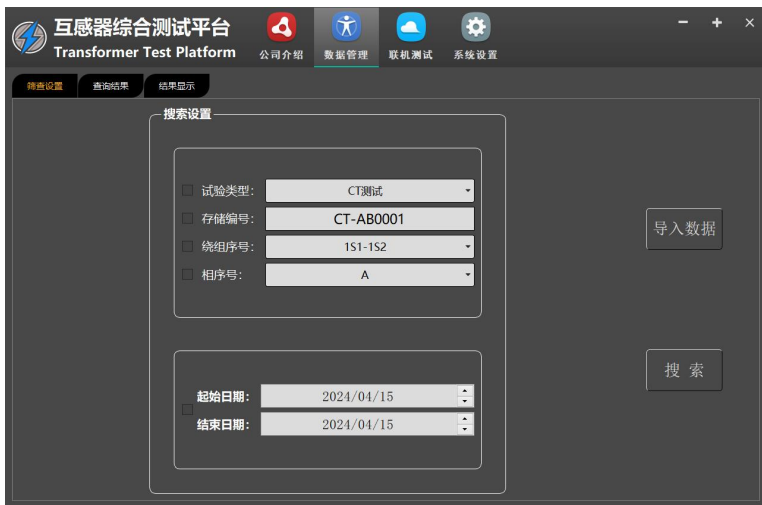 互感器综合测试平台
Transformer Test Platform
公司介绍 数据管理 联机测试 系统设置
筛查设置 查询结果 结果显示
搜索设置
试验类型: CT测试
存储编号: CT-AB0001
绕组序号: 1S1-1S2
相序号: A
导入数据
搜 索
起始日期: 2024/04/15
结束日期: 2024/04/15